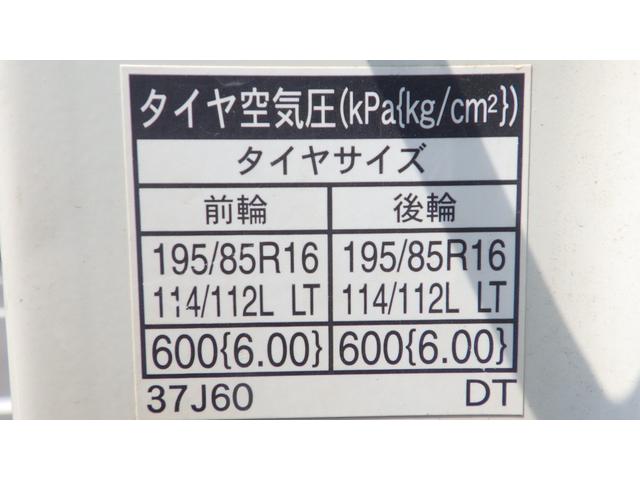 タイヤ空気圧(kPa{kg/cm²})
タイヤサイズ
前輪 後輪
195/85R16 195/85R16
114/112L LT 114/112L LT
600{6.00} 600{6.00}
37J60 DT